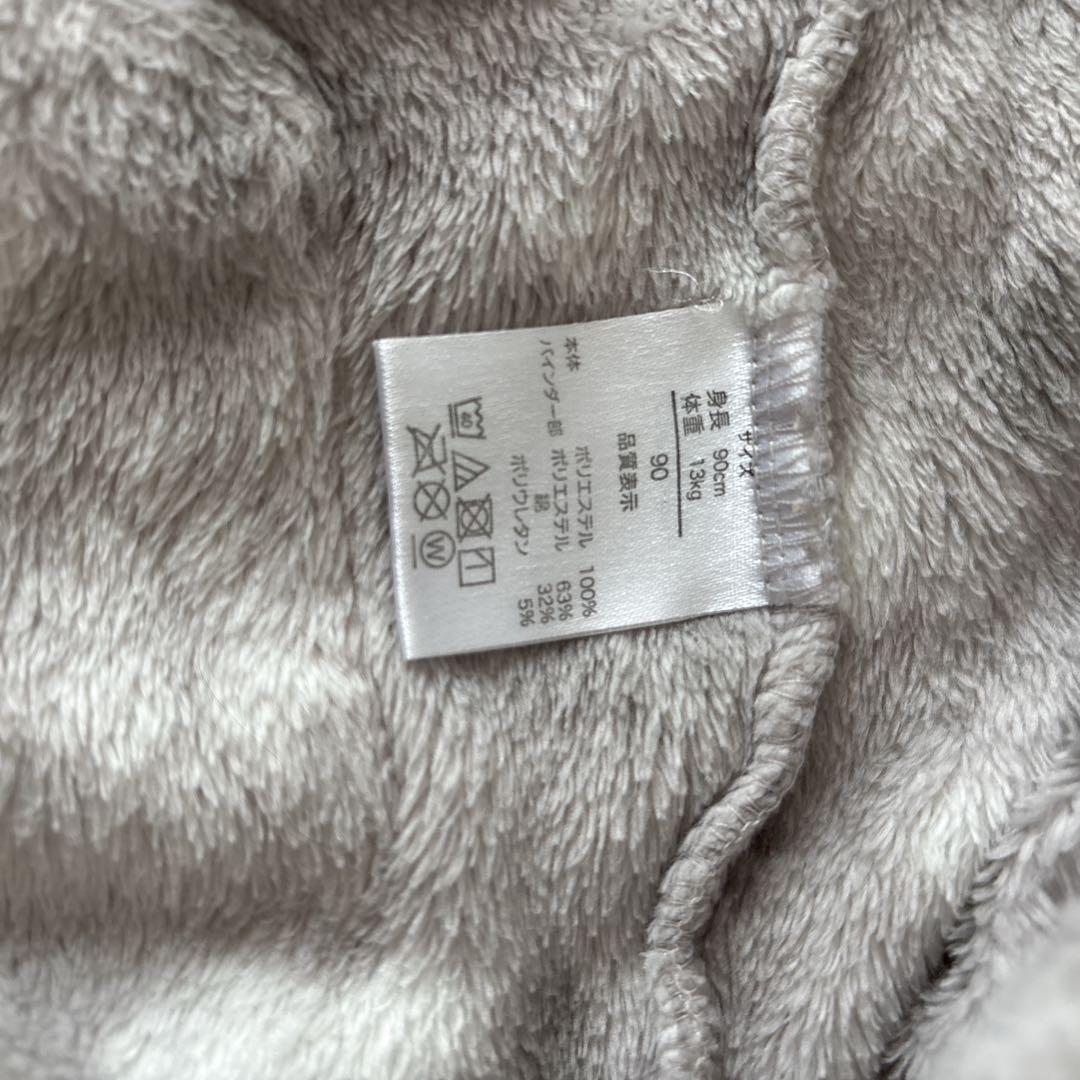 サイズ
身長 90cm
体重 13kg
90
品質表示
本体 ポリエステル 100%
バインダー部 ポリエステル 63%
綿 32%
ポリウレタン 5%
40
W